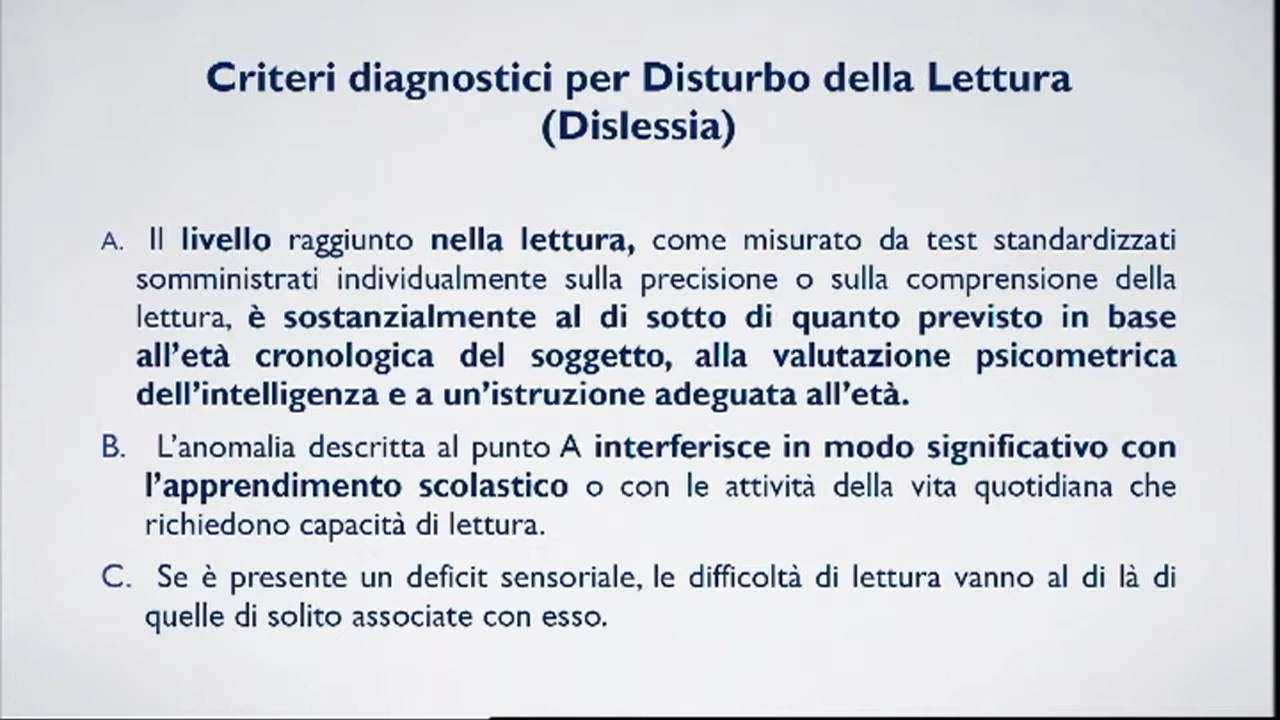 Criteri diagnostici per Disturbo della Lettura
(Dislessia)
A. Il livello raggiunto nella lettura, come misurato da test standardizzati
somministrati individualmente sulla precisione o sulla comprensione della
lettura, è sostanzialmente al di sotto di quanto previsto in base
all’età cronologica del soggetto, alla valutazione psicometrica
dell’intelligenza e a un’istruzione adeguata all’età.
B. L’anomalia descritta al punto A interferisce in modo significativo con
l’apprendimento scolastico o con le attività della vita quotidiana che
richiedono capacità di lettura.
C. Se è presente un deficit sensoriale, le difficoltà di lettura vanno al di là di
quelle di solito associate con esso.